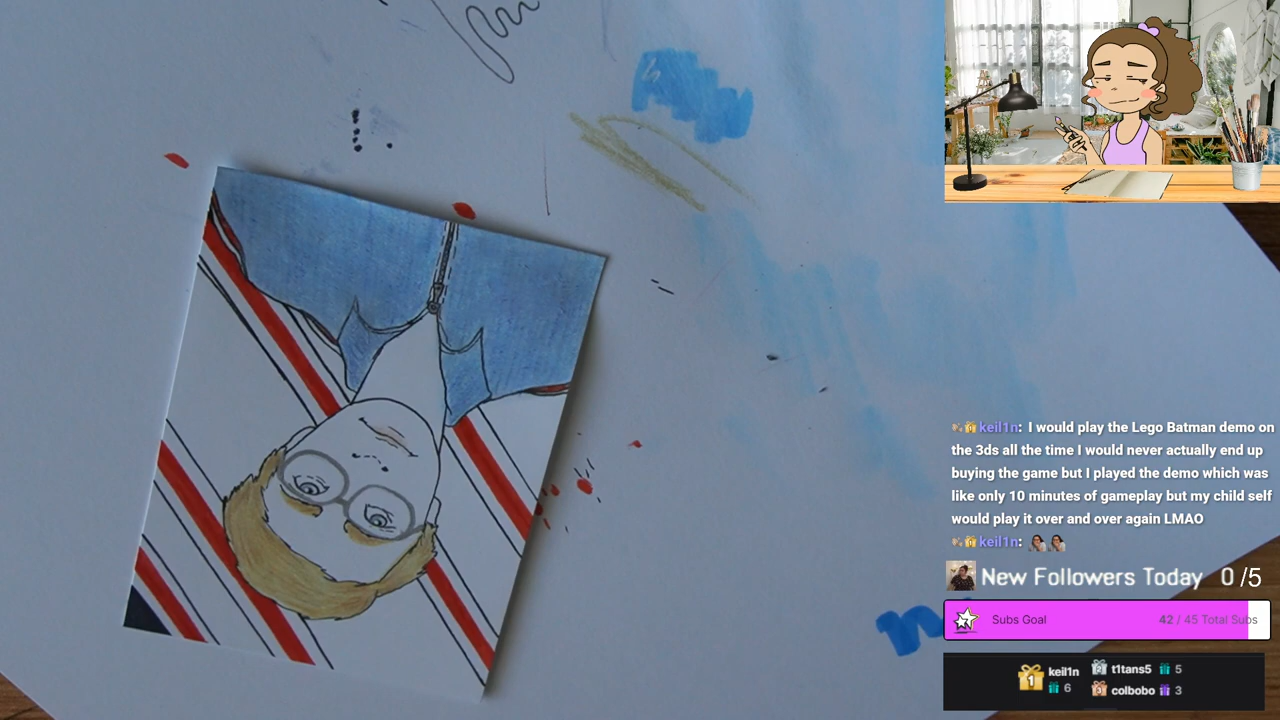 keil1n: I would play the Lego Batman demo on
the 3ds all the time I would never actually end up
buying the game but I played the demo which was
like only 10 minutes of gameplay but my child self
would play it over and over again LMAO
keil1n:
New Followers Today 0 /5
Subs Goal 42 / 45 Total Subs
1 keil1n 6
t1tans5 5
colbobo 3